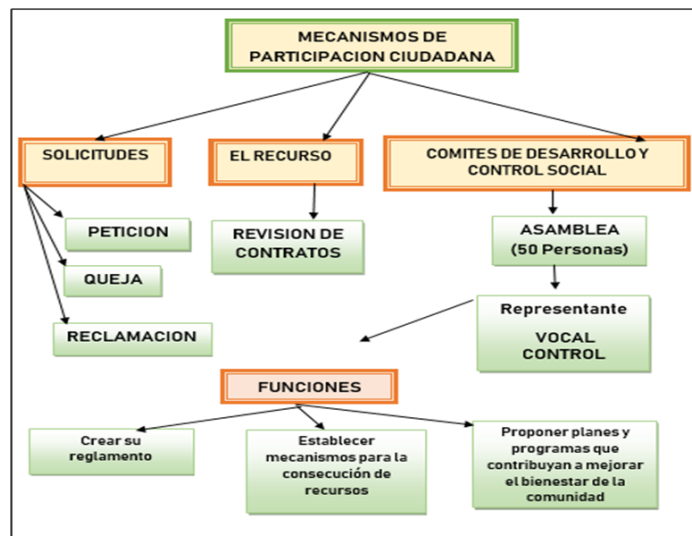 MECANISMOS DE
PARTICIPACION CIUDADANA
SOLICITUDES
EL RECURSO
COMITES DE DESARROLLO Y
CONTROL SOCIAL
PETICION
QUEJA
RECLAMACION
REVISION DE
CONTRATOS
ASAMBLEA
(50 Personas)
Representante
VOCAL
CONTROL
FUNCIONES
Crear su
reglamento
Establecer
mecanismos para la
consecución de
recursos
Proponer planes y
programas que
contribuyan a mejorar
el bienestar de la
comunidad